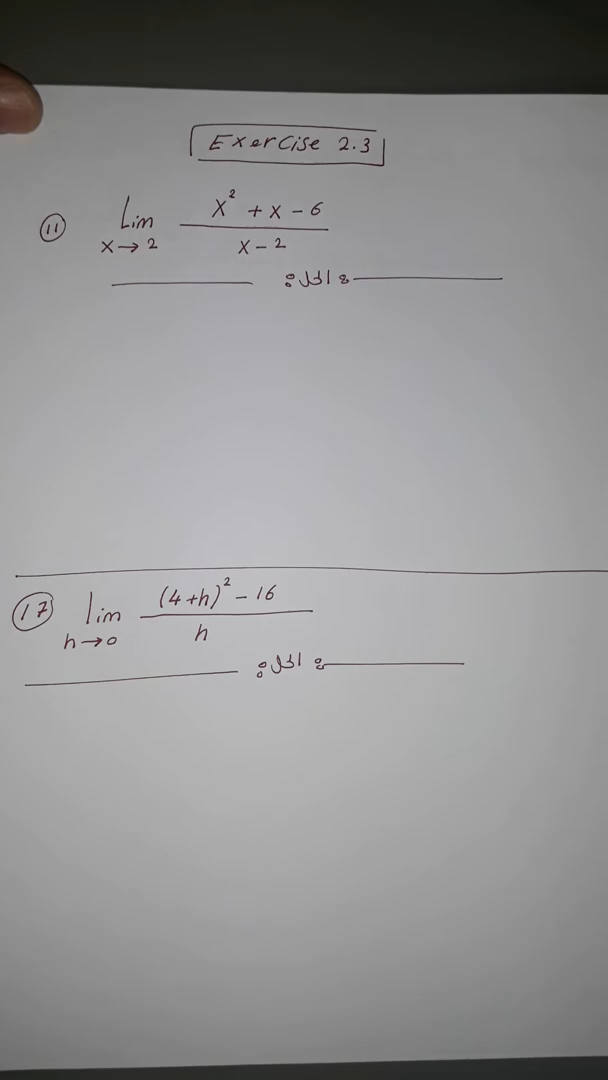 Exercise 2.3
(11) Lim x→2 (x² + x - 6) / (x - 2)
: الحل :
(17) lim h→0 ((4+h)² - 16) / h
: الحل :